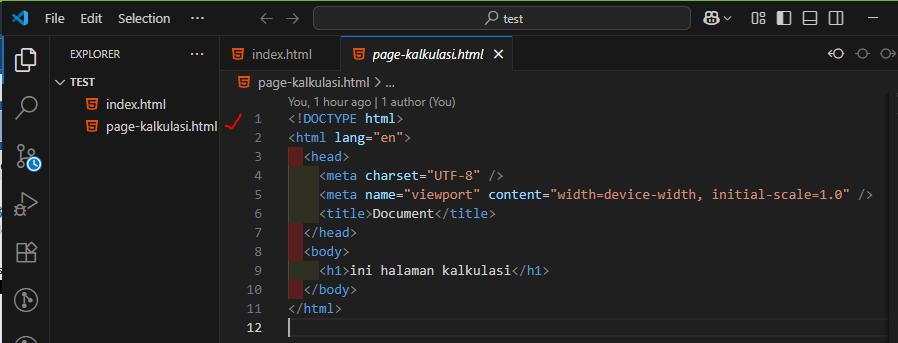 File Edit Selection ... test
EXPLORER ...
TEST
index.html
page-kalkulasi.html
index.html page-kalkulasi.html
page-kalkulasi.html > ...
You, 1 hour ago | 1 author (You)
1 <!DOCTYPE html>
2 <html lang="en">
3 <head>
4 <meta charset="UTF-8" />
5 <meta name="viewport" content="width=device-width, initial-scale=1.0" />
6 <title>Document</title>
7 </head>
8 <body>
9 <h1>ini halaman kalkulasi</h1>
10 </body>
11 </html>
12